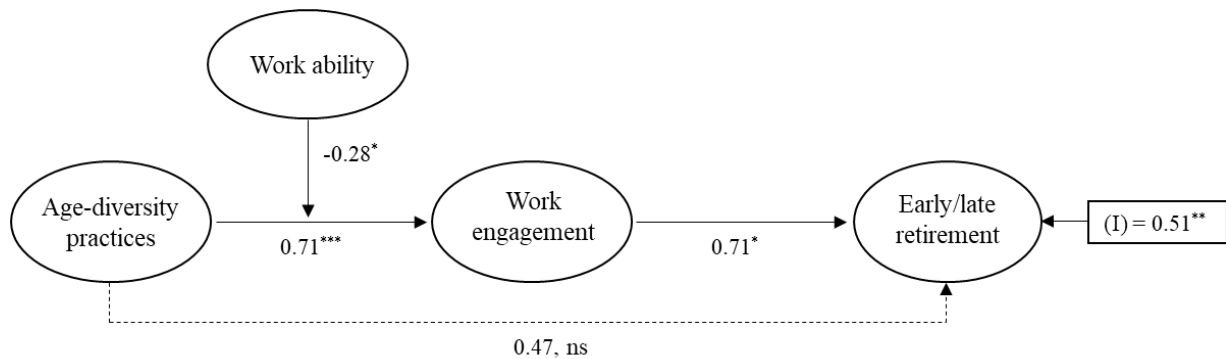 Work ability
-0.28*
Age-diversity
practices
0.71***
Work
engagement
0.71*
Early/late
retirement
(I) = 0.51**
0.47, ns